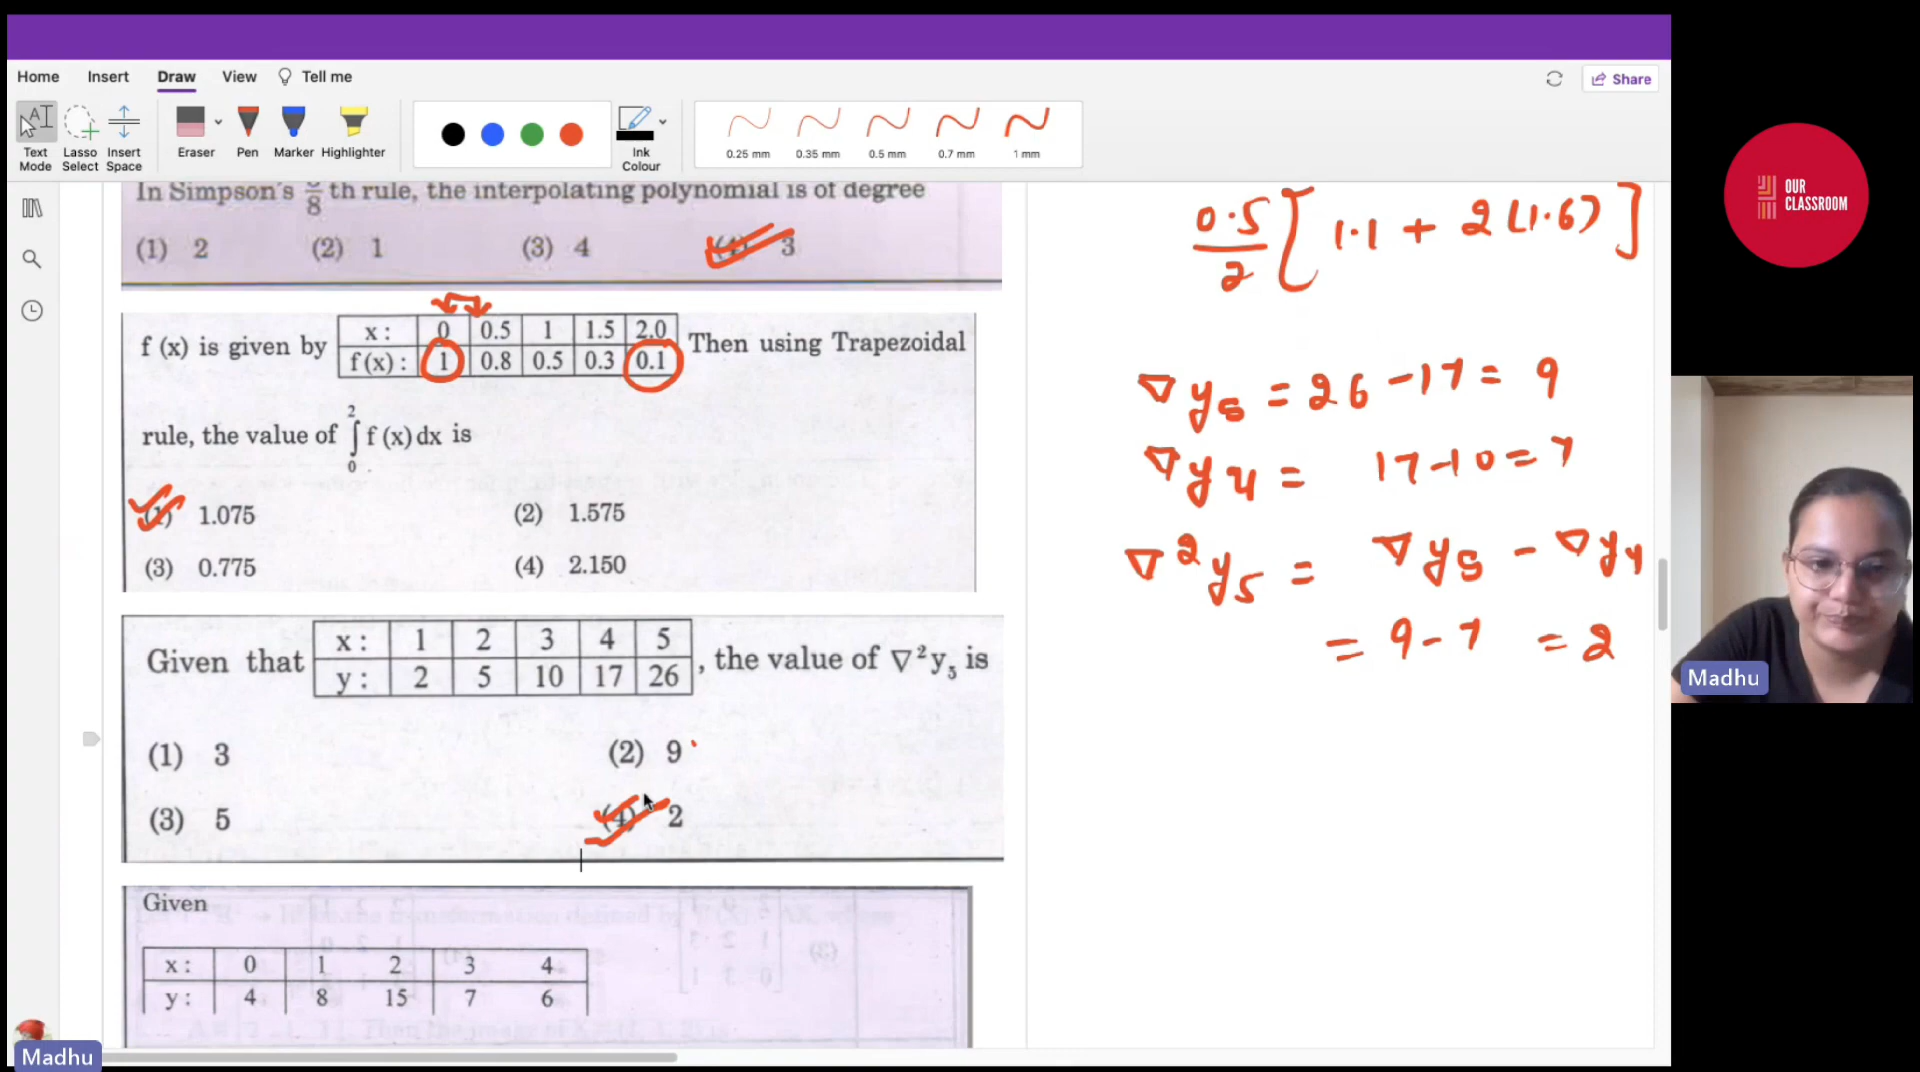 Home Insert Draw View Tell me
Share
Text Mode Lasso Select Insert Space Eraser Pen Marker Highlighter Ink Colour 0.25 mm 0.35 mm 0.5 mm 0.7 mm 1 mm
OUR CLASSROOM
In Simpson's 3/8 th rule, the interpolating polynomial is of degree
(1) 2 (2) 1 (3) 4 (4) 3
f (x) is given by
x : 0 0.5 1 1.5 2.0
f (x) : 1 0.8 0.5 0.3 0.1
Then using Trapezoidal
rule, the value of ∫₀² f (x) dx is
(1) 1.075 (2) 1.575
(3) 0.775 (4) 2.150
Given that
x : 1 2 3 4 5
y : 2 5 10 17 26
, the value of ∇²y₅ is
(1) 3 (2) 9
(3) 5 (4) 2
Given
x : 0 1 2 3 4
y : 4 8 15 7 6
0.5/2 [ 1.1 + 2 (1.6) ]
∇y₅ = 26 - 17 = 9
∇y₄ = 17 - 10 = 7
∇²y₅ = ∇y₅ - ∇y₄
= 9 - 7 = 2
Madhu
Madhu